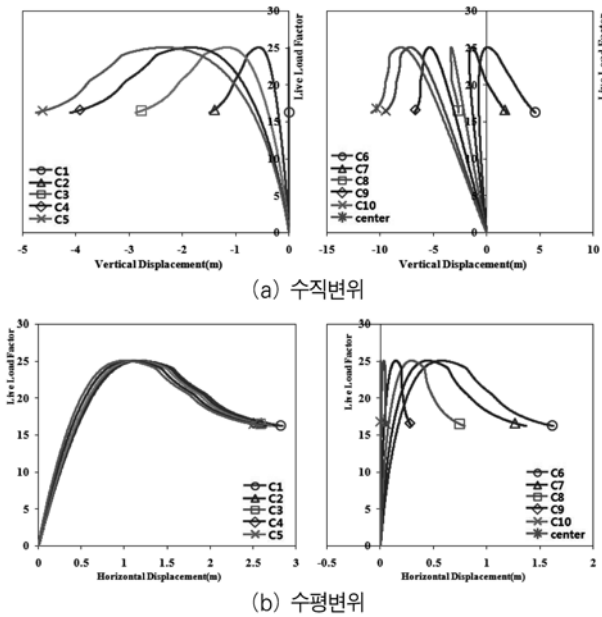 Live Load Factor
30
25
20
15
10
5
0
-5 -4 -3 -2 -1 0
Vertical Displacement(m)
C1
C2
C3
C4
C5
Live Load Factor
30
25
20
15
10
5
0
-15 -10 -5 0 5 10
Vertical Displacement(m)
C6
C7
C8
C9
C10
center
Live Load
(a) 수직변위
Live Load Factor
30
25
20
15
10
5
0
0 0.5 1 1.5 2 2.5 3
Horizontal Displacement(m)
C1
C2
C3
C4
C5
Live Load Factor
30
25
20
15
10
5
0
-0.5 0 0.5 1 1.5 2
Horizontal Displacement(m)
C6
C7
C8
C9
C10
center
(b) 수평변위